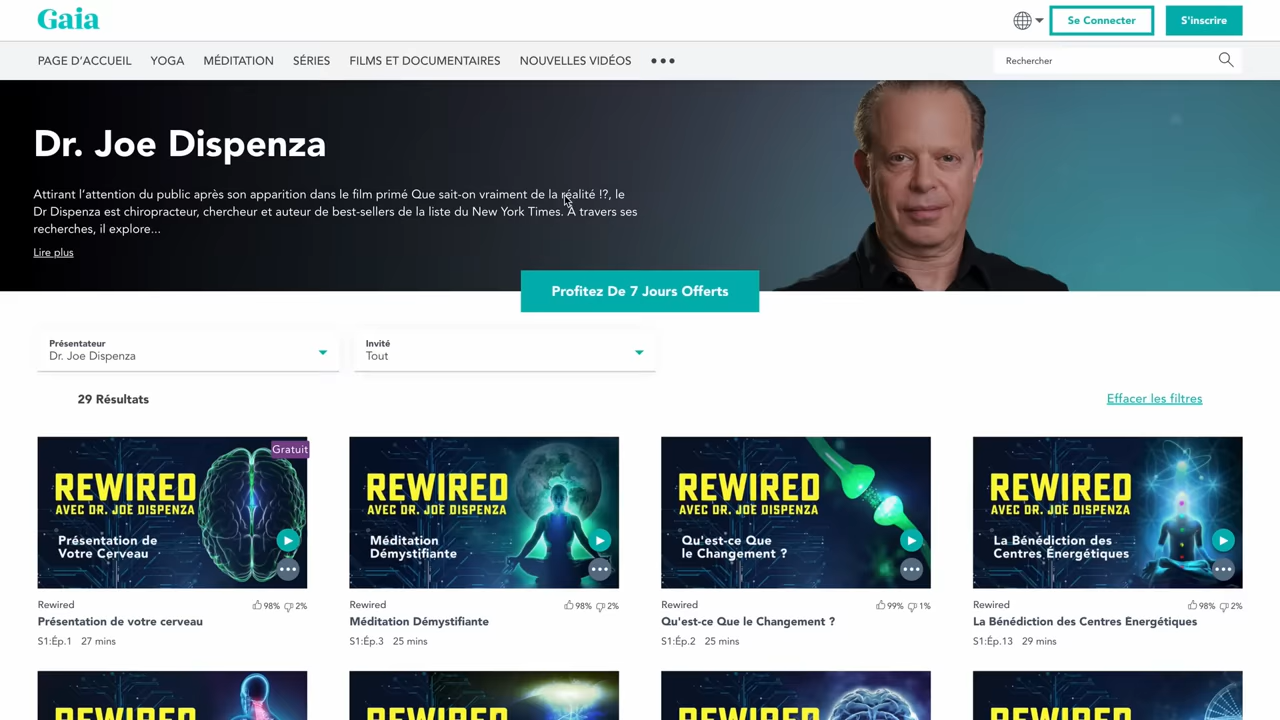 Gaia
Se Connecter
S'inscrire
PAGE D'ACCUEIL
YOGA
MÉDITATION
SÉRIES
FILMS ET DOCUMENTAIRES
NOUVELLES VIDÉOS
Rechercher
Dr. Joe Dispenza
Attirant l'attention du public après son apparition dans le film primé Que sait-on vraiment de la réalité !?, le
Dr Dispenza est chiropracteur, chercheur et auteur de best-sellers de la liste du New York Times. À travers ses
recherches, il explore...
Lire plus
Profitez De 7 Jours Offerts
Présentateur
Dr. Joe Dispenza
Invité
Tout
29 Résultats
Effacer les filtres
Gratuit
REWIRED
AVEC DR. JOE DISPENZA
Présentation de
Votre Cerveau
Rewired
98% 2%
Présentation de votre cerveau
S1:Ép.1 27 mins
REWIRED
AVEC DR. JOE DISPENZA
Méditation
Démystifiante
Rewired
98% 2%
Méditation Démystifiante
S1:Ép.3 25 mins
REWIRED
AVEC DR. JOE DISPENZA
Qu'est-ce Que
le Changement ?
Rewired
99% 1%
Qu'est-ce Que le Changement ?
S1:Ép.2 25 mins
REWIRED
AVEC DR. JOE DISPENZA
La Bénédiction des
Centres Énergétiques
Rewired
98% 2%
La Bénédiction des Centres Énergétiques
S1:Ép.13 29 mins
REWIRED
REWIRED
REWIRED
REWIRED